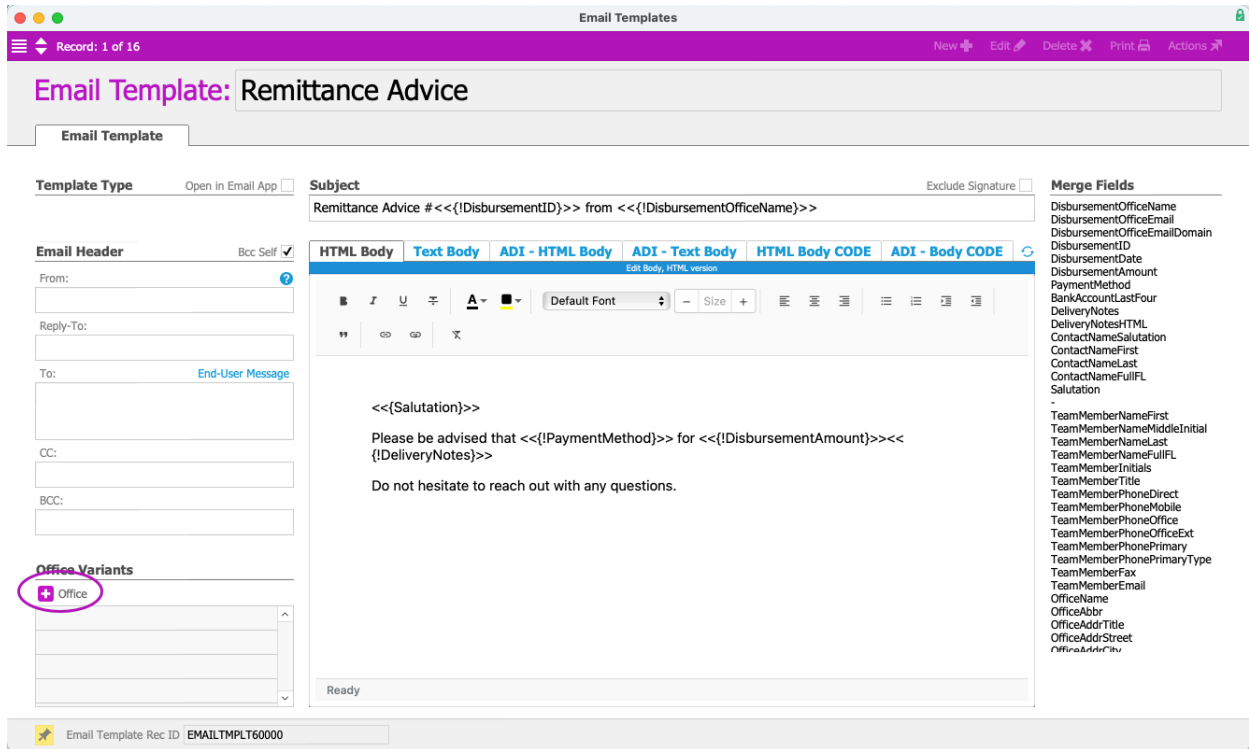 Email Templates
Record: 1 of 16
New
Edit
Delete
Print
Actions
Email Template: Remittance Advice
Email Template
Template Type
Open in Email App
Email Header
Bcc Self
From:
Reply-To:
To:
End-User Message
CC:
BCC:
Office Variants
Office
Subject
Exclude Signature
Remittance Advice #<<{!DisbursementID}>> from <<{!DisbursementOfficeName}>>
HTML Body
Text Body
ADI - HTML Body
ADI - Text Body
HTML Body CODE
ADI - Body CODE
Edit Body, HTML version
B I U T A Default Font - Size +
<<{Salutation}>>
Please be advised that <<{!PaymentMethod}>> for <<{!DisbursementAmount}>><<
{!DeliveryNotes}>>
Do not hesitate to reach out with any questions.
Ready
Merge Fields
DisbursementOfficeName
DisbursementOfficeEmail
DisbursementOfficeEmailDomain
DisbursementID
DisbursementDate
DisbursementAmount
PaymentMethod
BankAccountLastFour
DeliveryNotes
DeliveryNotesHTML
ContactNameSalutation
ContactNameFirst
ContactNameLast
ContactNameFullFL
Salutation
-
TeamMemberNameFirst
TeamMemberNameMiddleInitial
TeamMemberNameLast
TeamMemberNameFullFL
TeamMemberInitials
TeamMemberTitle
TeamMemberPhoneDirect
TeamMemberPhoneMobile
TeamMemberPhoneOffice
TeamMemberPhoneOfficeExt
TeamMemberPhonePrimary
TeamMemberPhonePrimaryType
TeamMemberFax
TeamMemberEmail
OfficeName
OfficeAbbr
OfficeAddrTitle
OfficeAddrStreet
OfficeAddrCity
Email Template Rec ID EMAILTMPLT60000